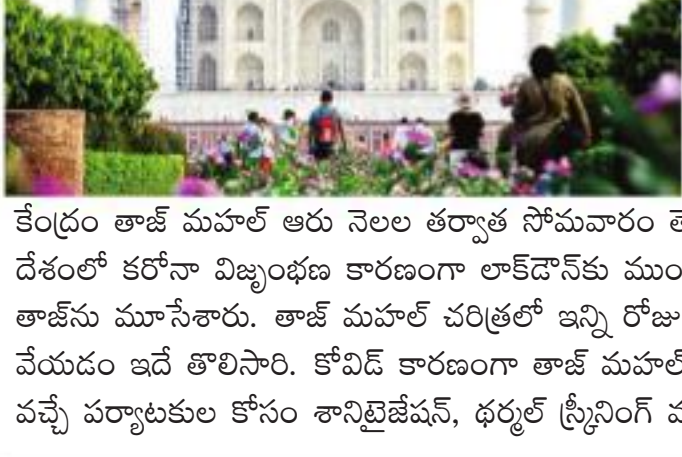 కేంద్రం తాజ్ మహల్ ఆరు నెలల తర్వాత సోమవారం
దేశంలో కరోనా విజృంభణ కారణంగా లాక్‌డౌన్‌కు
తాజ్‌ను మూసేశారు. తాజ్ మహల్ చరిత్రలో ఇన్ని
వేయడం ఇదే తొలిసారి. కోవిడ్ కారణంగా తాజ్ మహల్
వచ్చే పర్యాటకుల కోసం శానిటైజేషన్, థర్మల్ స్క్రీనింగ్